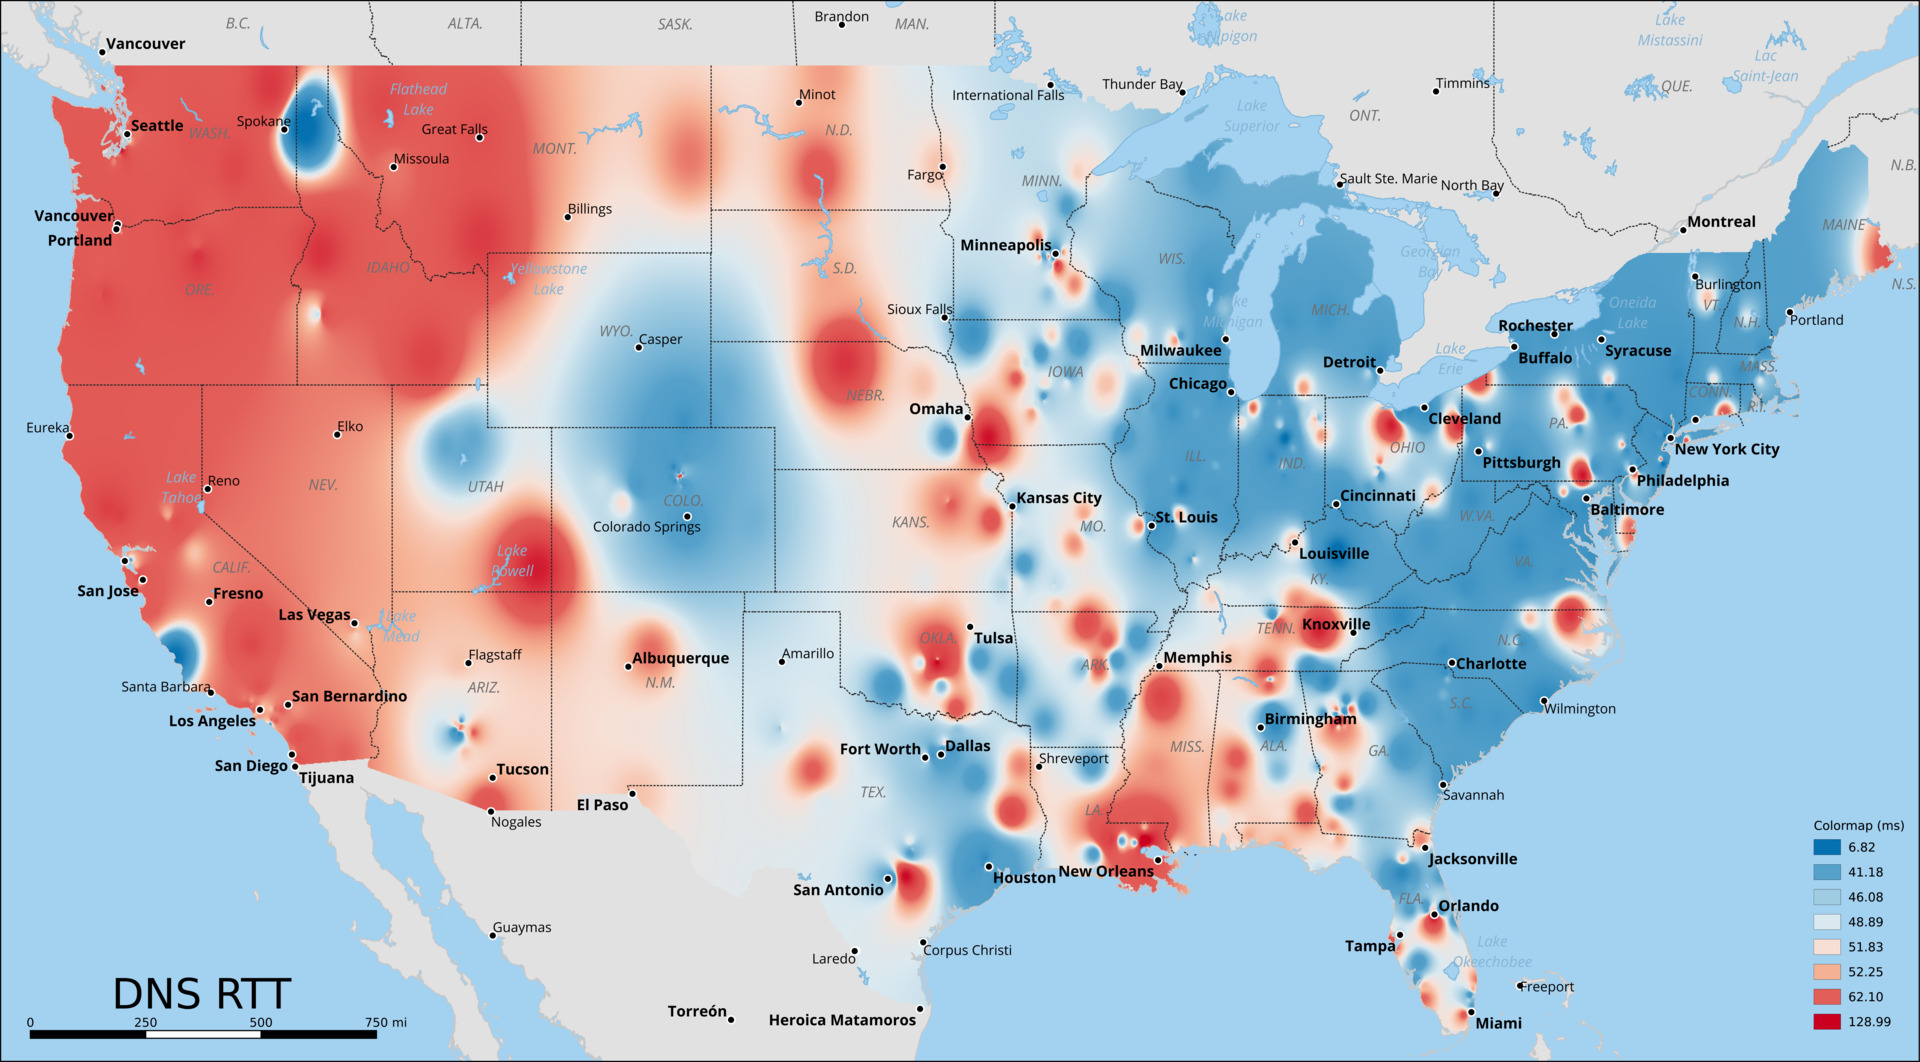 B.C.
ALTA.
SASK.
Brandon
MAN.
Lake
Nipigon
Lake
Mistassini
Vancouver
Lac
Saint-Jean
Flathead
Lake
Minot
International Falls
Thunder Bay
Timmins
QUE.
Spokane
Seattle
WASH.
Great Falls
N.D.
Lake
Superior
ONT.
MONT.
Missoula
Fargo
MINN.
Sault Ste. Marie
North Bay
N.B.
Vancouver
Portland
Billings
Montreal
MAINE
Minneapolis
WIS.
Georgian
Bay
IDAHO
Yellowstone
Lake
S.D.
ORE.
Burlington
N.S.
Lake
Michigan
MICH.
Oneida
Lake
VT.
N.H.
Portland
Sioux Falls
WYO.
Casper
Rochester
Buffalo
Syracuse
Milwaukee
Detroit
Lake
Erie
IOWA
Chicago
MASS.
NEBR.
CONN.
R.I.
Omaha
Cleveland
Eureka
Elko
OHIO
PA.
New York City
ILL.
IND.
Pittsburgh
Lake
Tahoe
Reno
NEV.
UTAH
COLO.
Philadelphia
Kansas City
Cincinnati
Baltimore
Colorado Springs
KANS.
MO.
St. Louis
W.VA.
Lake
Powell
Louisville
VA.
CALIF.
KY.
San Jose
Fresno
Las Vegas
Lake
Mead
OKLA.
Tulsa
TENN.
Knoxville
N.C.
Flagstaff
Albuquerque
Amarillo
ARK.
Memphis
Charlotte
Santa Barbara
San Bernardino
ARIZ.
N.M.
S.C.
Wilmington
Los Angeles
Birmingham
Fort Worth
Dallas
MISS.
ALA.
GA.
San Diego
Tijuana
Tucson
Shreveport
El Paso
TEX.
Savannah
Nogales
LA.
Colormap (ms)
6.82
Jacksonville
41.18
San Antonio
Houston
New Orleans
46.08
FLA.
Orlando
48.89
Guaymas
Tampa
Lake
Okeechobee
51.83
Corpus Christi
Laredo
52.25
Freeport
DNS RTT
62.10
Torreón
Heroica Matamoros
Miami
128.99
0 250 500 750 mi